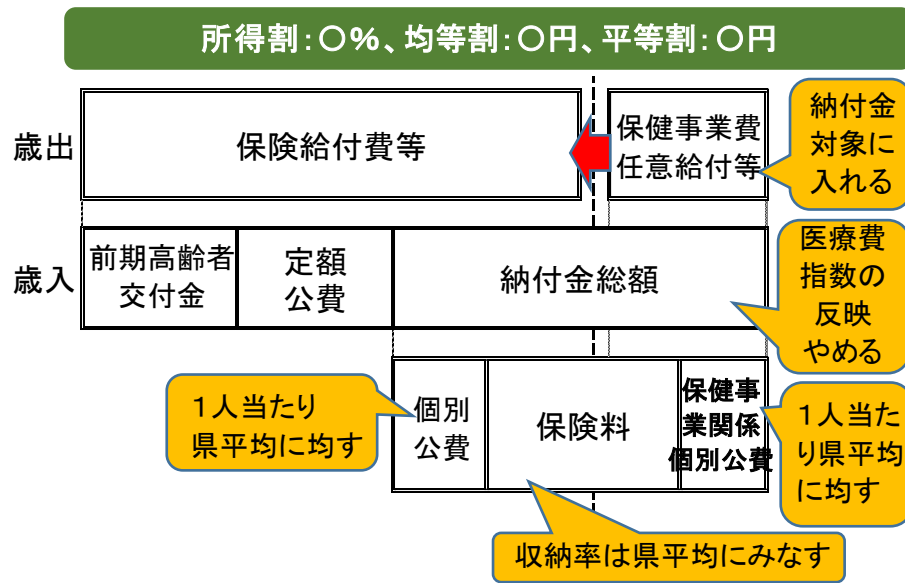 所得割：○%、均等割：○円、平等割：○円
歳出
保険給付費等
保健事業費
任意給付等
納付金
対象に
入れる
歳入
前期高齢者
交付金
定額
公費
納付金総額
医療費
指数の
反映
やめる
１人当たり
県平均に均す
個別
公費
保険料
保健事
業関係
個別公費
１人当た
り県平均
に均す
収納率は県平均にみなす